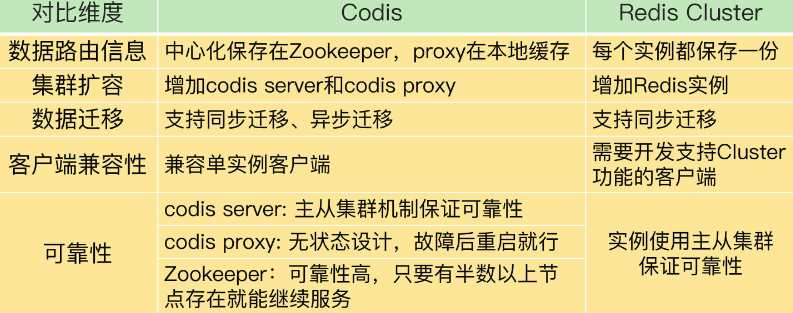 对比维度 Codis Redis Cluster
数据路由信息 中心化保存在Zookeeper，proxy在本地缓存 每个实例都保存一份
集群扩容 增加codis server和codis proxy 增加Redis实例
数据迁移 支持同步迁移、异步迁移 支持同步迁移
客户端兼容性 兼容单实例客户端 需要开发支持Cluster
功能的客户端
可靠性
codis server: 主从集群机制保证可靠性
codis proxy: 无状态设计，故障后重启就行
Zookeeper：可靠性高，只要有半数以上节
点存在就能继续服务
实例使用主从集群
保证可靠性